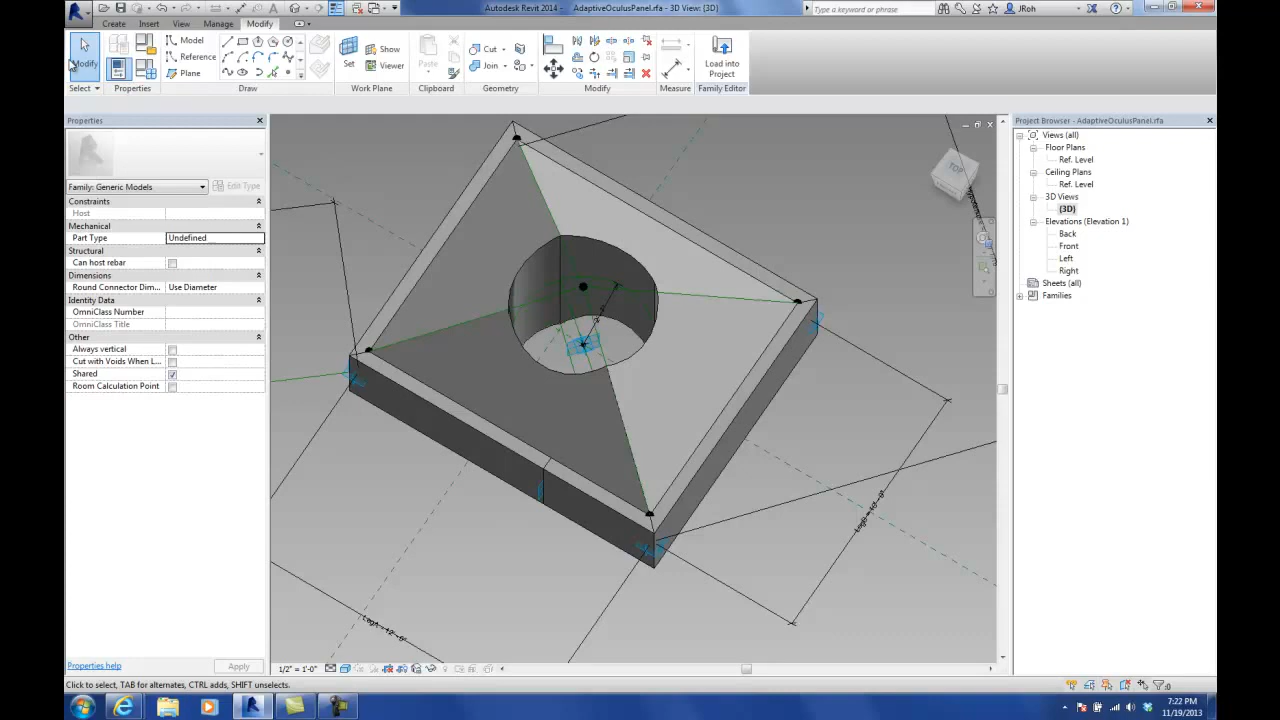 Autodesk Revit 2014 -    AdaptiveOculusPanel.rfa - 3D View: {3D}
Type a keyword or phrase
JRoh
Create Insert View Manage Modify
Modify
Model
Reference
Plane
Set
Show
Viewer
Paste
Cut
Join
Load into
Project
Select Properties Draw Work Plane Clipboard Geometry Modify Measure Family Editor
Properties
Family: Generic Models
Edit Type
Constraints
Host
Mechanical
Part Type Undefined
Structural
Can host rebar
Dimensions
Round Connector Dim... Use Diameter
Identity Data
OmniClass Number
OmniClass Title
Other
Always vertical
Cut with Voids When L...
Shared
Room Calculation Point
Properties help
Apply
TOP
Project Browser - AdaptiveOculusPanel.rfa
Views (all)
Floor Plans
Ref. Level
Ceiling Plans
Ref. Level
3D Views
{3D}
Elevations (Elevation 1)
Back
Front
Left
Right
Sheets (all)
Families
1/2" = 1'-0"
Click to select, TAB for alternates, CTRL adds, SHIFT unselects.
:0
7:22 PM
11/19/2013